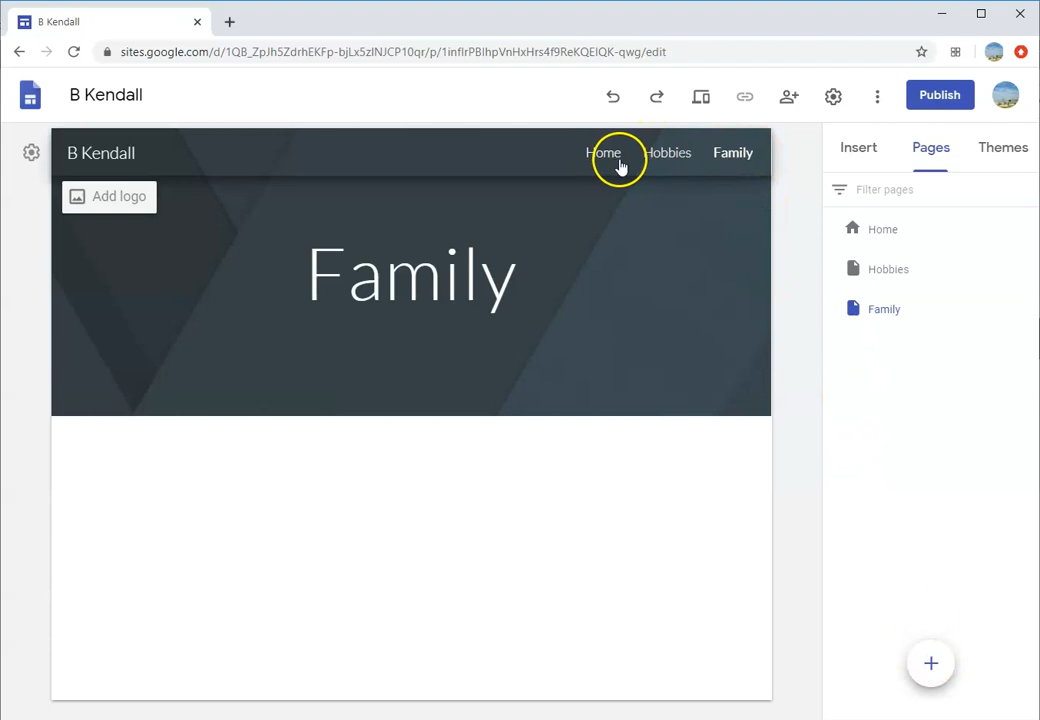 B Kendall
sites.google.com/d/1QB_ZpJh5ZdrhEKFp-bjLx5zINJCP10qr/p/1inflrPBIhpVnHxHrs4f9ReKQEIQK-qwg/edit
B Kendall
Publish
B Kendall
Home
Hobbies
Family
Add logo
Family
Insert
Pages
Themes
Filter pages
Home
Hobbies
Family